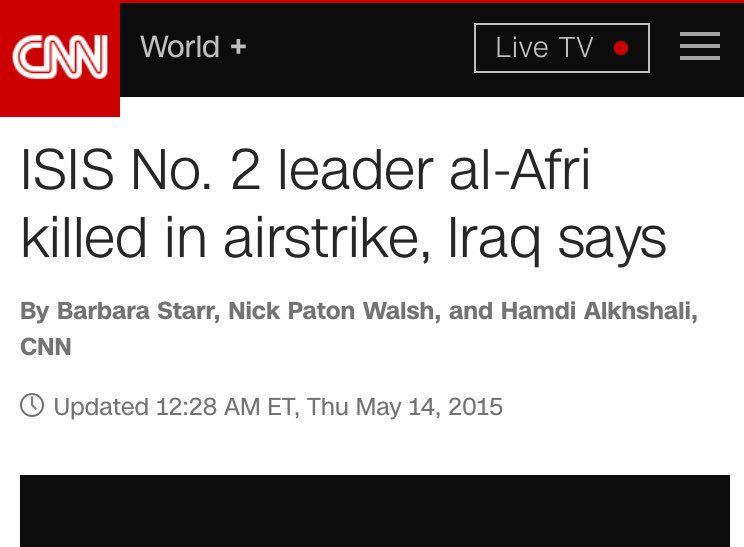 CNN World + Live TV
ISIS No. 2 leader al-Afri
killed in airstrike, Iraq says
By Barbara Starr, Nick Paton Walsh, and Hamdi Alkhshali,
CNN
Updated 12:28 AM ET, Thu May 14, 2015